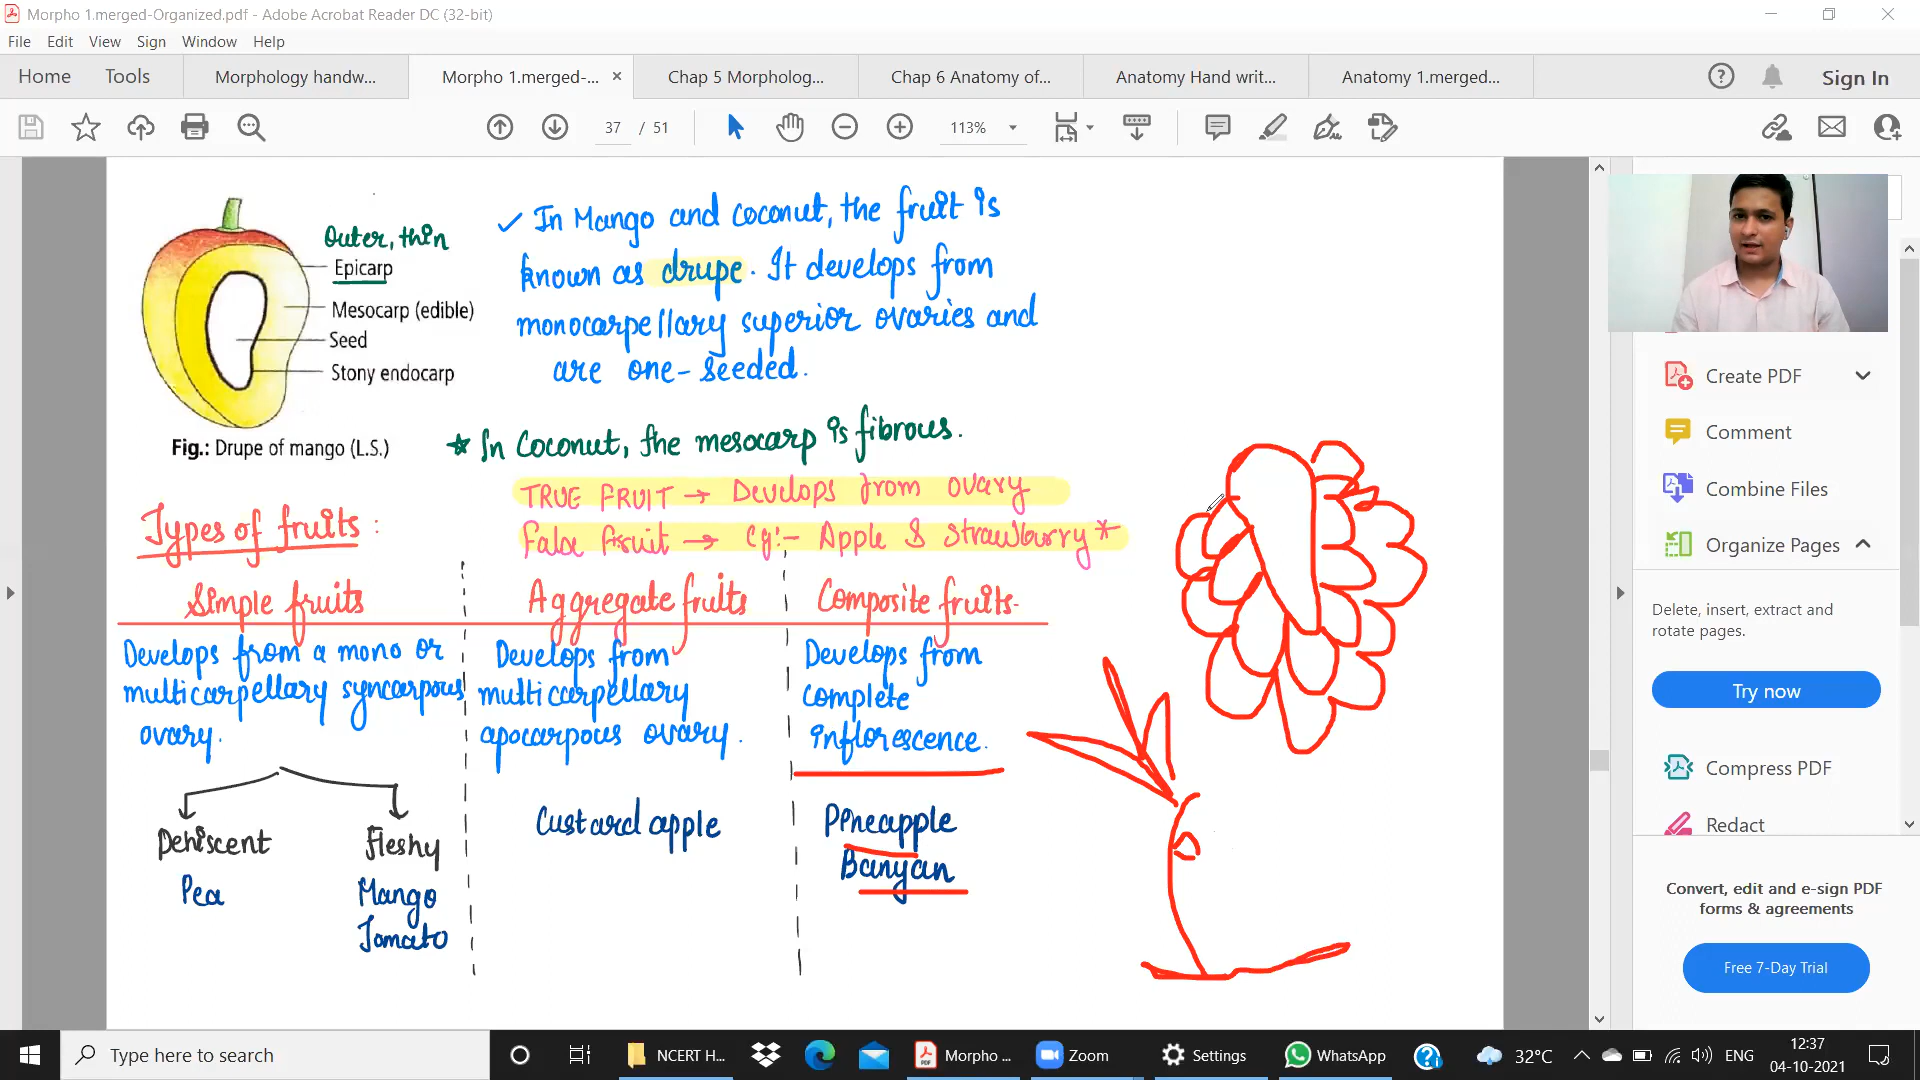 Morpho 1.merged-Organized.pdf - Adobe Acrobat Reader DC (32-bit)
File Edit View Sign Window Help
Home Tools Morphology handw... Morpho 1.merged-... × Chap 5 Morpholog... Chap 6 Anatomy of... Anatomy Hand writ... Anatomy 1.merged... Sign In
37 / 51 113%
Outer, thin
Epicarp
Mesocarp (edible)
Seed
Stony endocarp
Fig.: Drupe of mango (L.S.)
✓ In Mango and coconut, the fruit is
known as drupe. It develops from
monocarpellary superior ovaries and
are one-seeded.
★ In Coconut, the mesocarp is fibrous.
TRUE FRUIT → Develops from ovary
False fruit → Eg:- Apple & Strawburry *
Types of fruits :
Simple fruits Aggregate fruits Composite fruits-
Develops from a mono or
multicarpellary syncarpous
ovary.
Dehiscent Fleshy
Pea Mango
Tomato
Develops from
multicarpellary
apocarpous ovary.
Custard apple
Develops from
complete
inflorescence.
Pineapple
Banyan
Create PDF
Comment
Combine Files
Organize Pages
Delete, insert, extract and
rotate pages.
Try now
Compress PDF
Redact
Convert, edit and e-sign PDF
forms & agreements
Free 7-Day Trial
Type here to search NCERT H... Morpho ... Zoom Settings WhatsApp 32°C ENG 12:37
04-10-2021